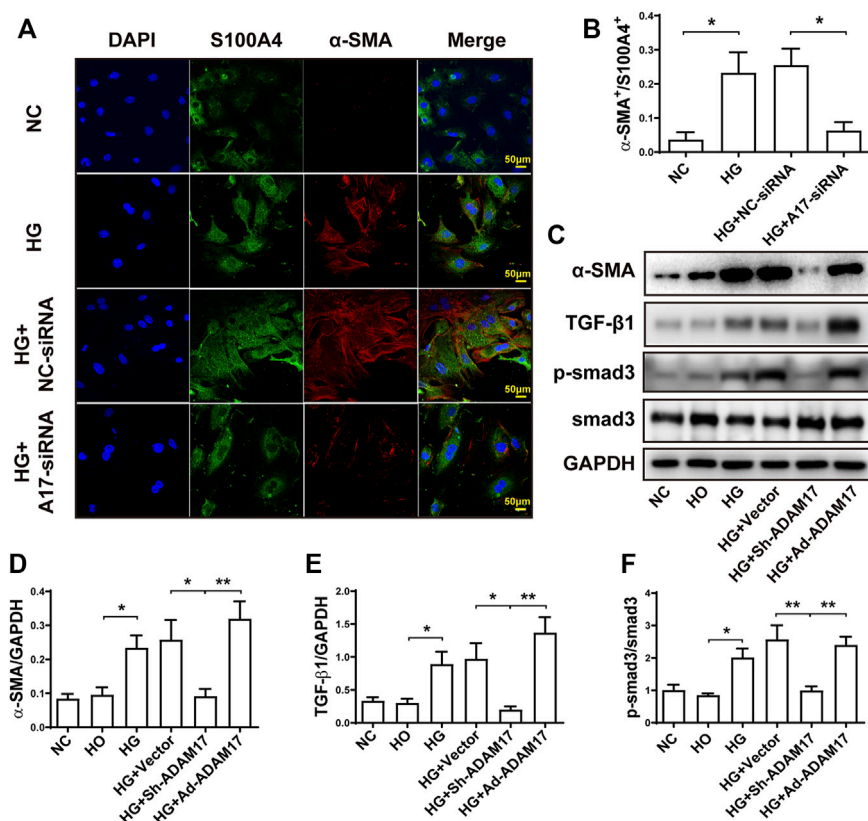 A
DAPI S100A4 α-SMA Merge
NC
50μm
HG
50μm
HG+
NC-siRNA
50μm
HG+
A17-siRNA
50μm
B
α-SMA⁺/S100A4⁺
0.4
0.3
0.2
0.1
0.0
* *
NC HG HG+NC-siRNA HG+A17-siRNA
C
α-SMA
TGF-β1
p-smad3
smad3
GAPDH
NC HO HG HG+Vector HG+Sh-ADAM17 HG+Ad-ADAM17
D
α-SMA/GAPDH
0.4
0.3
0.2
0.1
0.0
* * **
NC HO HG HG+Vector HG+Sh-ADAM17 HG+Ad-ADAM17
E
TGF-β1/GAPDH
2.0
1.5
1.0
0.5
0.0
* * **
NC HO HG HG+Vector HG+Sh-ADAM17 HG+Ad-ADAM17
F
p-smad3/smad3
4
3
2
1
0
* ** **
NC HO HG HG+Vector HG+Sh-ADAM17 HG+Ad-ADAM17